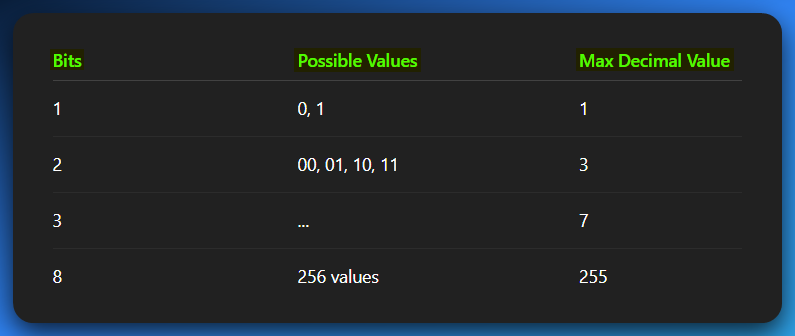 Bits Possible Values Max Decimal Value
1 0, 1 1
2 00, 01, 10, 11 3
3 ... 7
8 256 values 255